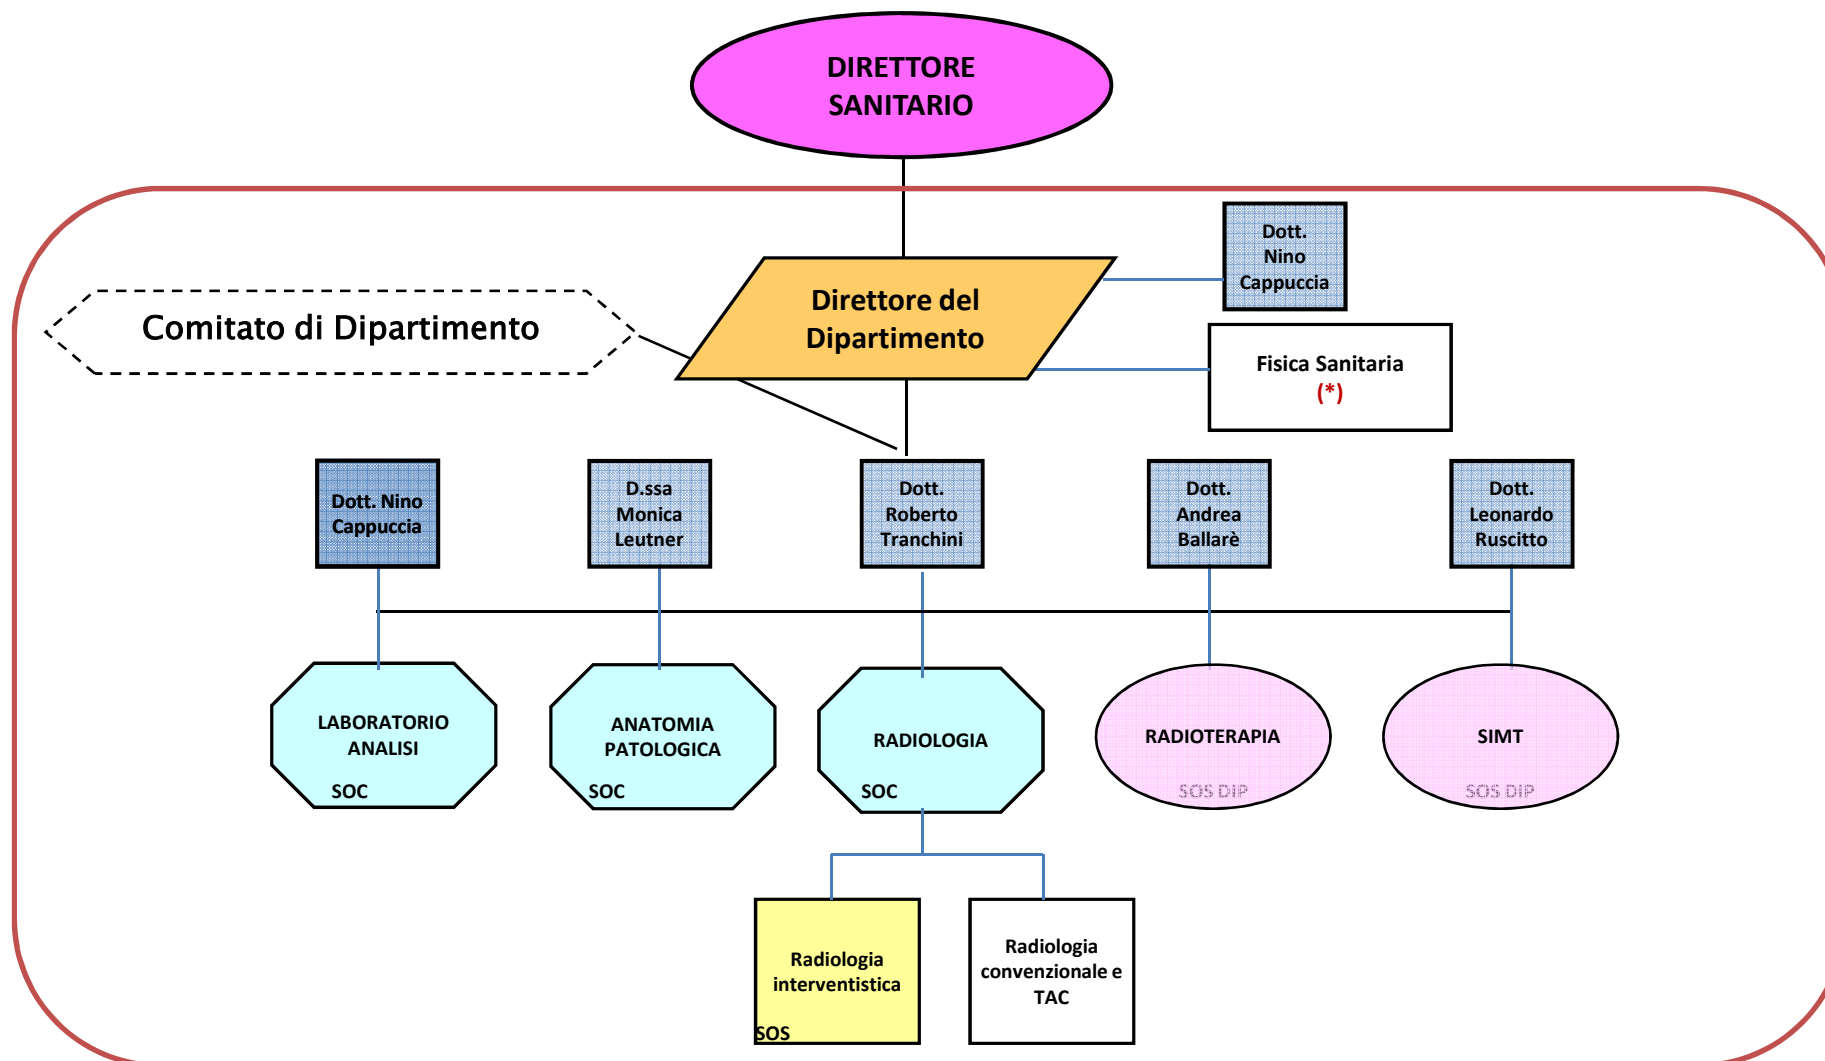 DIRETTORE
SANITARIO
Dott.
Nino
Cappuccia
Direttore del
Dipartimento
Comitato di Dipartimento
Fisica Sanitaria
(*)
Dott. Nino
Cappuccia
D.ssa
Monica
Leutner
Dott.
Roberto
Tranchini
Dott.
Andrea
Ballarè
Dott.
Leonardo
Ruscitto
LABORATORIO
ANALISI
SOC
ANATOMIA
PATOLOGICA
SOC
RADIOLOGIA
SOC
RADIOTERAPIA
SOS DIP
SIMT
SOS DIP
Radiologia
interventistica
SOS
Radiologia
convenzionale e
TAC